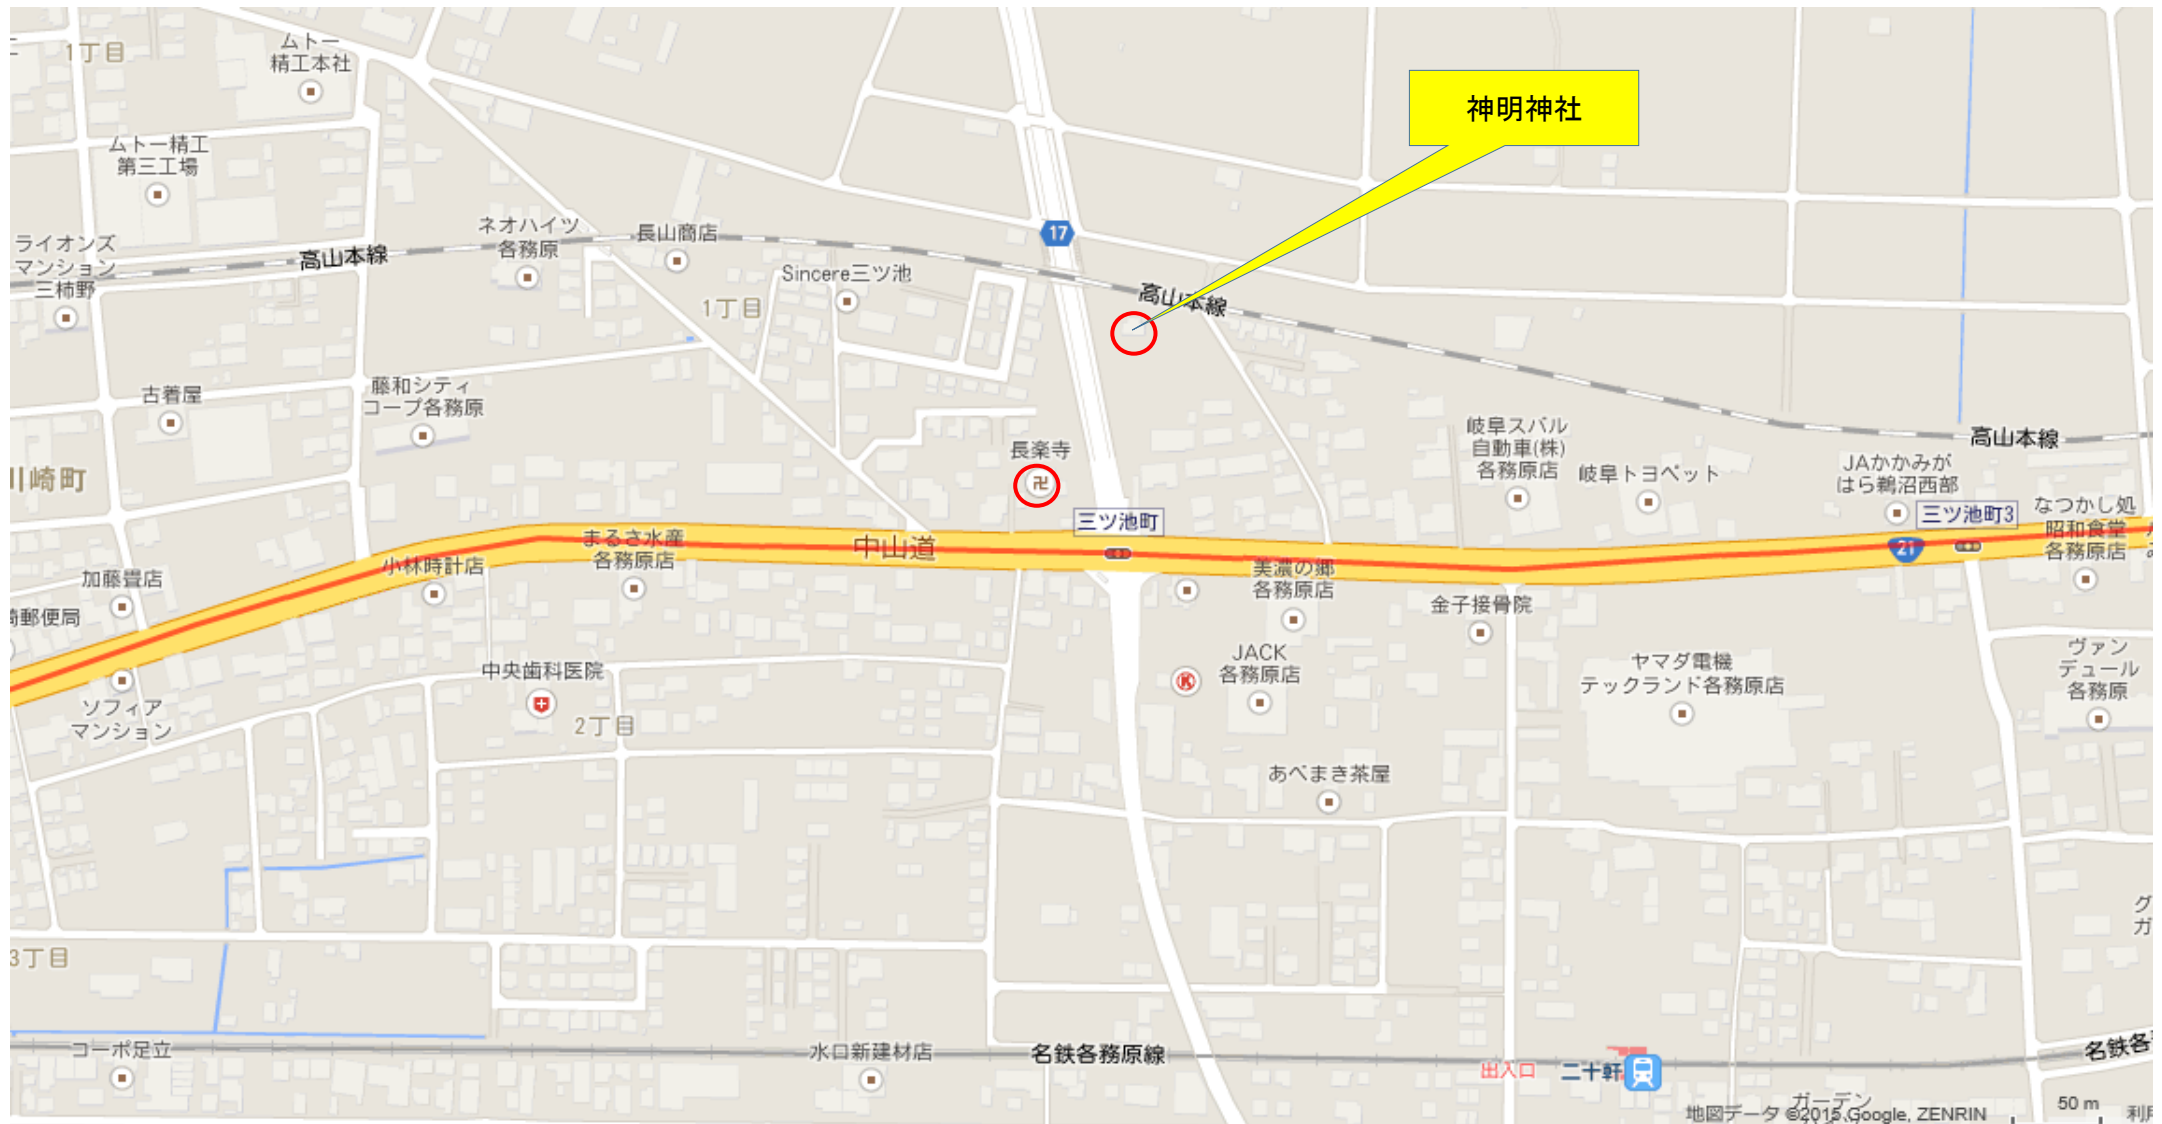 1丁目
ムトー
精工本社
神明神社
ムトー精工
第三工場
ライオンズ
マンション
三柿野
高山本線
ネオハイツ
各務原
長山商店
17
Sincere三ツ池
1丁目
高山本線
古着屋
藤和シティ
コープ各務原
長楽寺
岐阜スバル
自動車(株)
各務原店
岐阜トヨペット
高山本線
JAかかみが
はら鵜沼西部
川崎町
三ツ池町
三ツ池町3
なつかし処
昭和食堂
各務原店
まるさ水産
各務原店
中山道
21
小林時計店
美濃の郷
各務原店
加藤畳店
郵便局
金子接骨院
中央歯科医院
2丁目
JACK
各務原店
ヤマダ電機
テックランド各務原店
ヴァン
デュール
各務原
ソフィア
マンション
あべまき茶屋
グ
ガ
3丁目
コーポ足立
水口新建材店
名鉄各務原線
出入口
二十軒
名鉄各
ガーデン
地図データ ©2015 Google, ZENRIN
50 m
利用